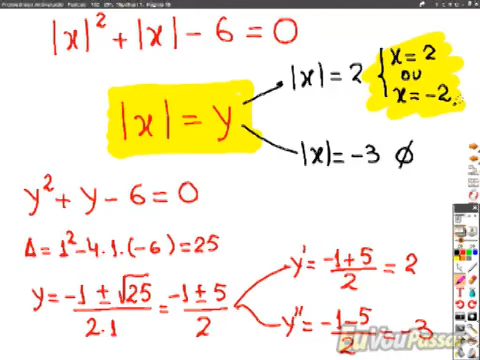 |x|² + |x| - 6 = 0
|x| = y
|x| = 2 { x = 2
ou
x = -2
|x| = -3 ∅
y² + y - 6 = 0
Δ = 1² - 4.1.(-6) = 25
y = (-1 ± √25)/(2.1) = (-1 ± 5)/2
y' = (-1 + 5)/2 = 2
y'' = (-1 - 5)/2 = -3
EuVouPassar